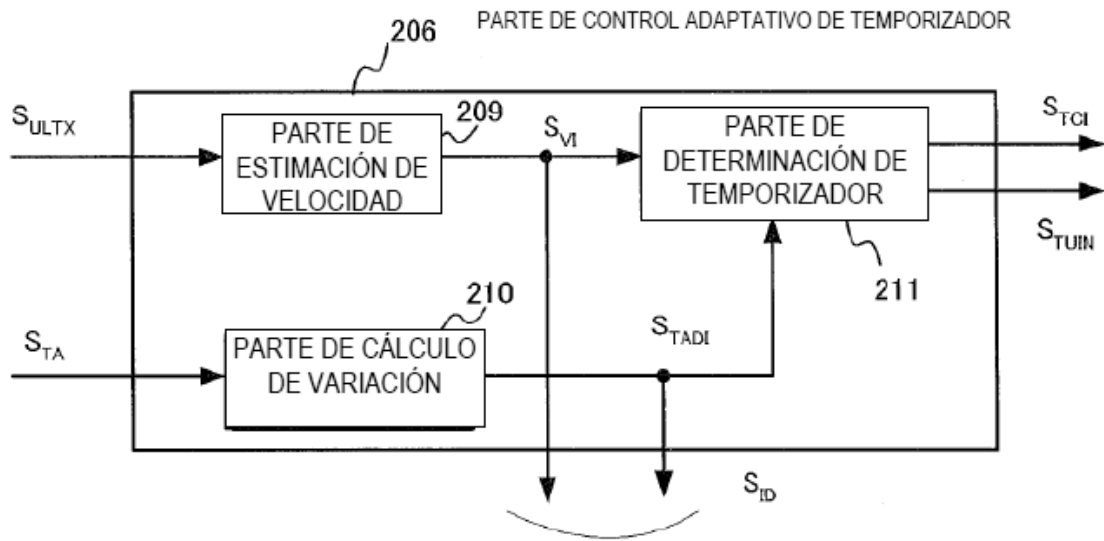 PARTE DE CONTROL ADAPTATIVO DE TEMPORIZADOR
206
S_ULTX
PARTE DE
ESTIMACIÓN DE
VELOCIDAD
209
S_VI
PARTE DE
DETERMINACIÓN DE
TEMPORIZADOR
211
S_TCI
S_TUIN
S_TA
PARTE DE CÁLCULO
DE VARIACIÓN
210
S_TADI
S_ID